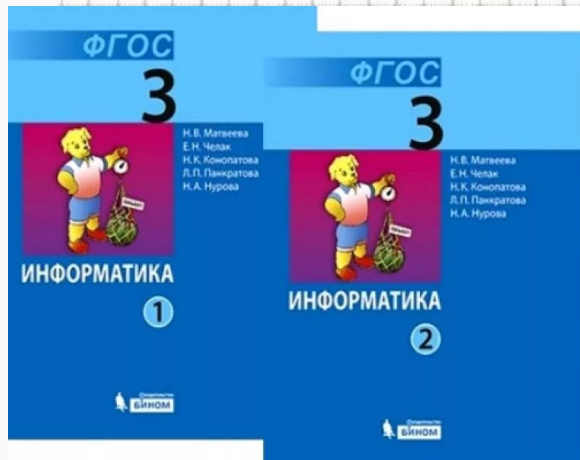 ФГОС
3
Н.В. Матвеева
Е.Н. Челак
Н.К. Конопатова
Л.П. Панкратова
Н.А. Нурова
ИНФОРМАТИКА
1
БИНОМ
ФГОС
3
Н.В. Матвеева
Е.Н. Челак
Н.К. Конопатова
Л.П. Панкратова
Н.А. Нурова
ИНФОРМАТИКА
2
БИНОМ